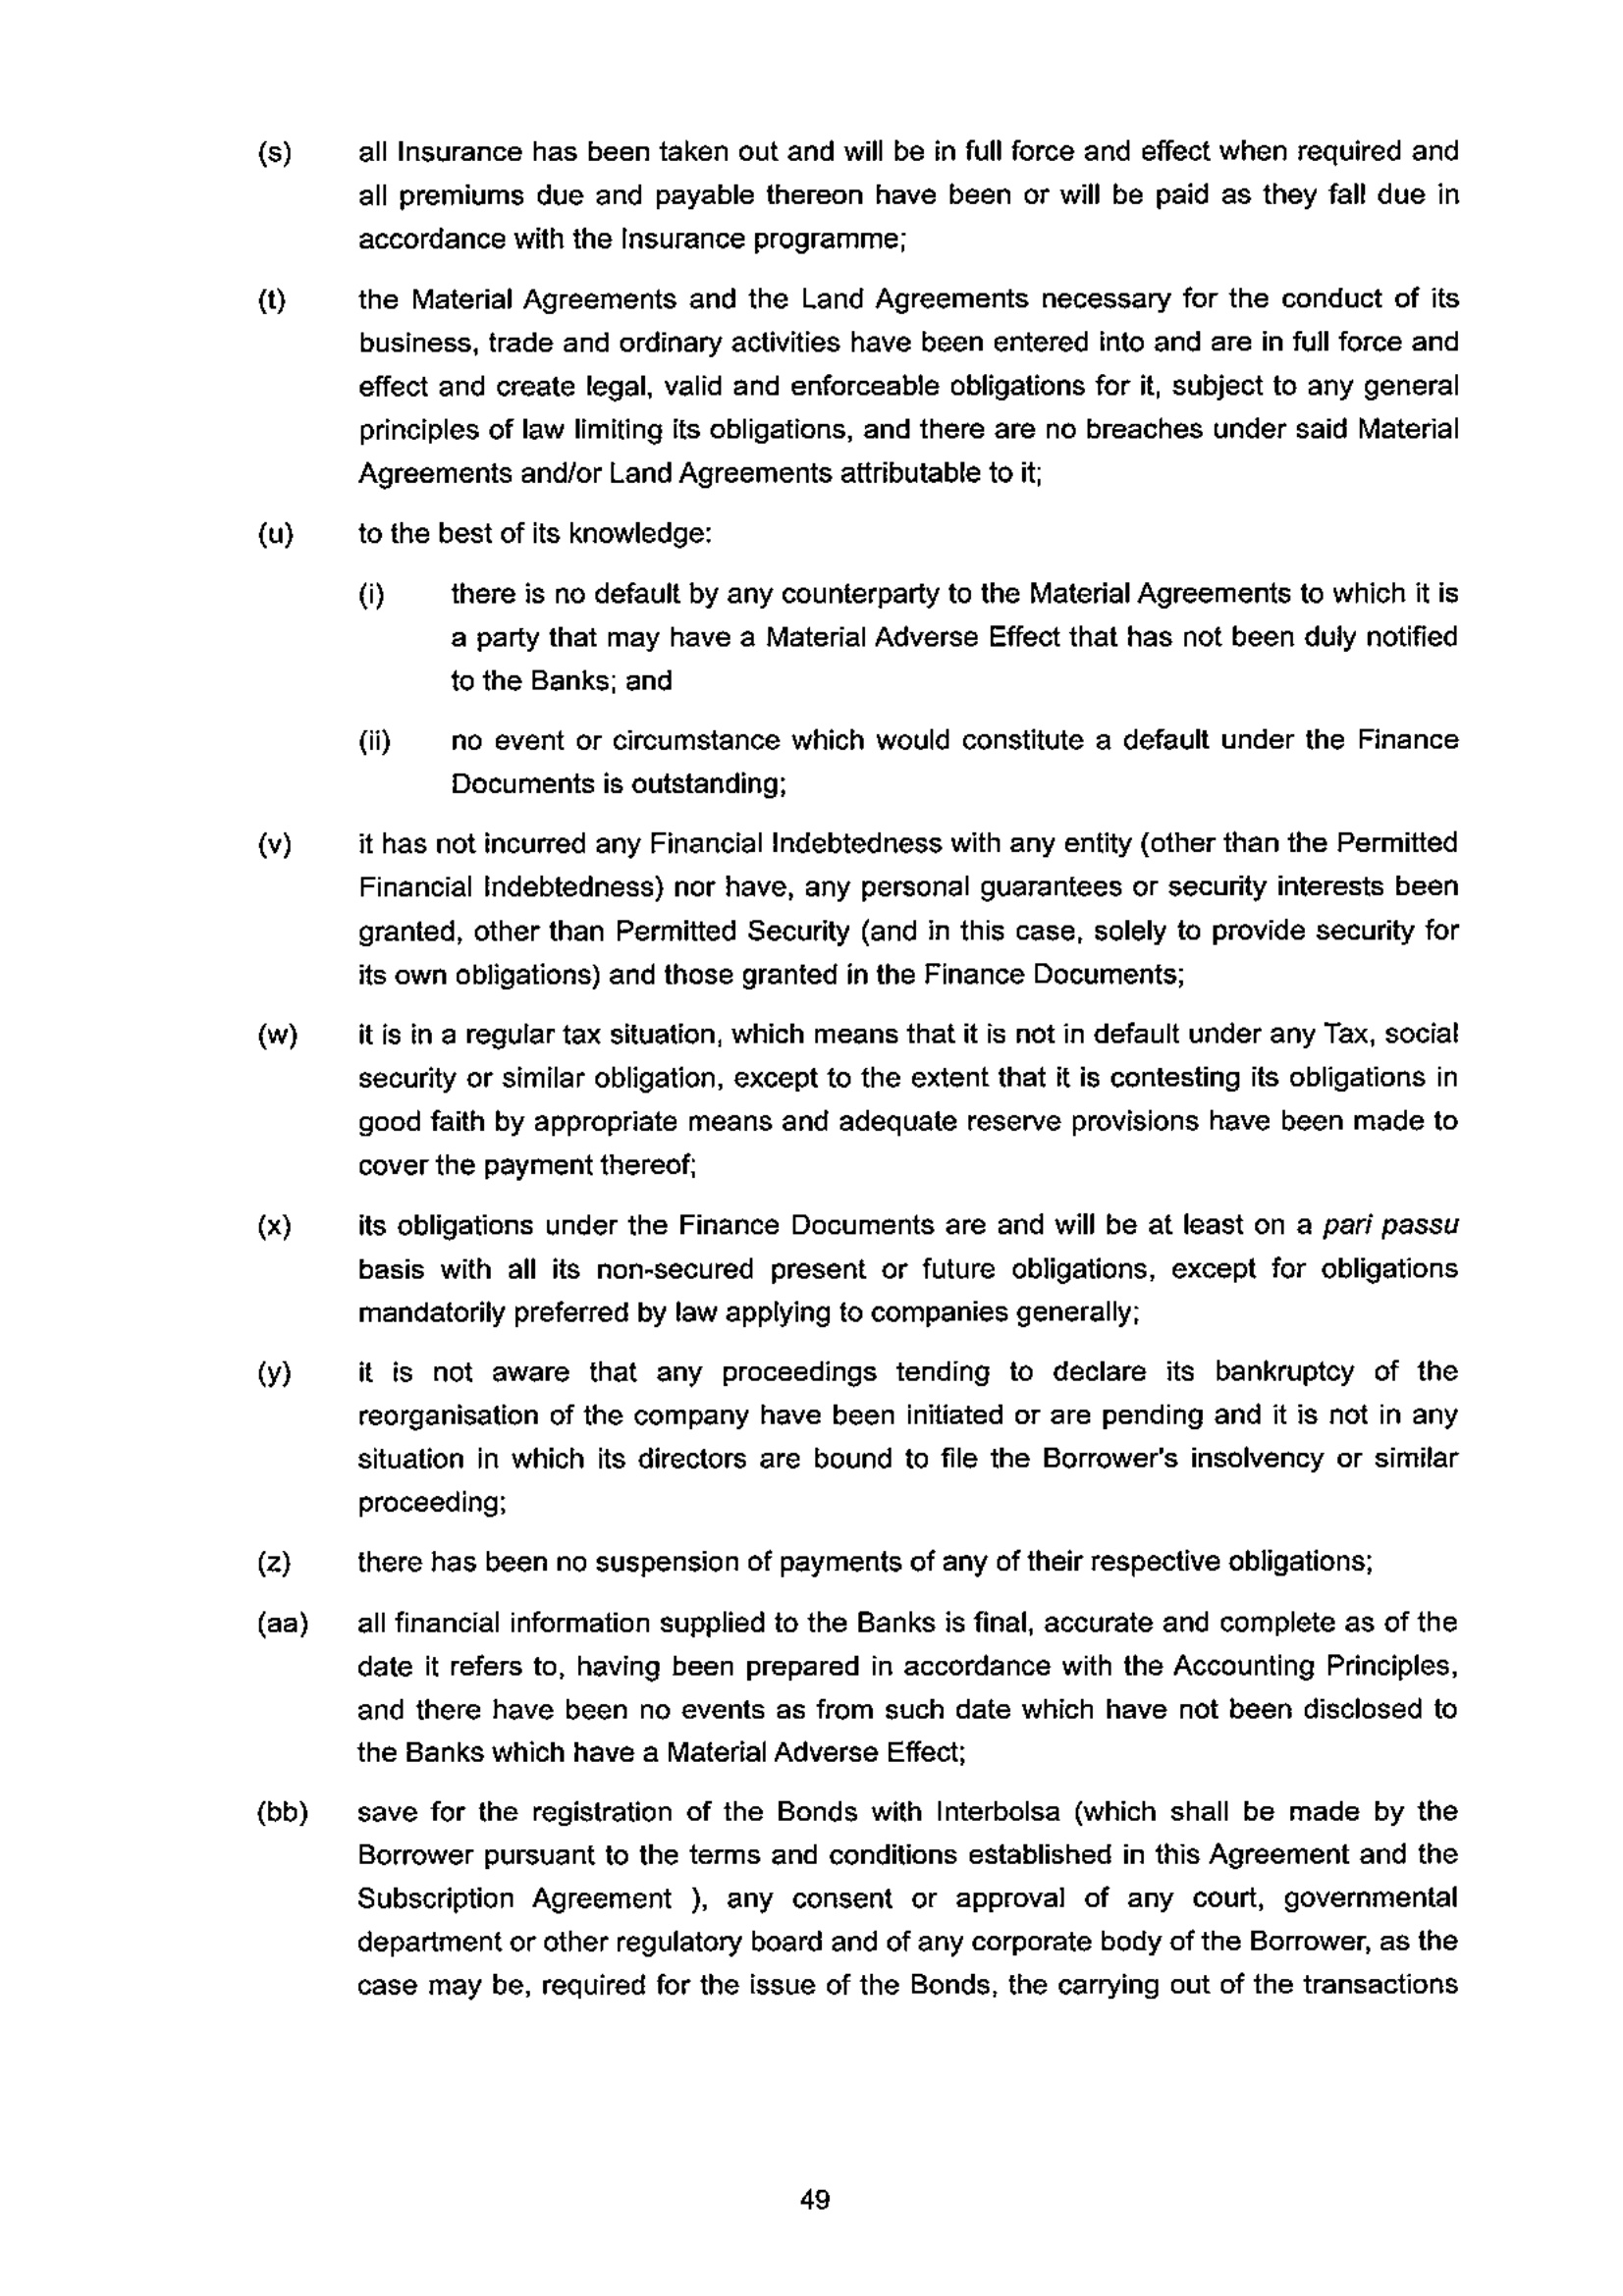 (s) all Insurance has been taken out and will be in full force and effect when required and
all premiums due and payable thereon have been or will be paid as they fall due in
accordance with the Insurance programme;
(t) the Material Agreements and the Land Agreements necessary for the conduct of its
business, trade and ordinary activities have been entered into and are in full force and
effect and create legal, valid and enforceable obligations for it, subject to any general
principles of law limiting its obligations, and there are no breaches under said Material
Agreements and/or Land Agreements attributable to it;
(u) to the best of its knowledge:
(i) there is no default by any counterparty to the Material Agreements to which it is
a party that may have a Material Adverse Effect that has not been duly notified
to the Banks; and
(ii) no event or circumstance which would constitute a default under the Finance
Documents is outstanding;
(v) it has not incurred any Financial Indebtedness with any entity (other than the Permitted
Financial Indebtedness) nor have, any personal guarantees or security interests been
granted, other than Permitted Security (and in this case, solely to provide security for
its own obligations) and those granted in the Finance Documents;
(w) it is in a regular tax situation, which means that it is not in default under any Tax, social
security or similar obligation, except to the extent that it is contesting its obligations in
good faith by appropriate means and adequate reserve provisions have been made to
cover the payment thereof;
(x) its obligations under the Finance Documents are and will be at least on a pari passu
basis with all its non-secured present or future obligations, except for obligations
mandatorily preferred by law applying to companies generally;
(y) it is not aware that any proceedings tending to declare its bankruptcy of the
reorganisation of the company have been initiated or are pending and it is not in any
situation in which its directors are bound to file the Borrower's insolvency or similar
proceeding;
(z) there has been no suspension of payments of any of their respective obligations;
(aa) all financial information supplied to the Banks is final, accurate and complete as of the
date it refers to, having been prepared in accordance with the Accounting Principles,
and there have been no events as from such date which have not been disclosed to
the Banks which have a Material Adverse Effect;
(bb) save for the registration of the Bonds with Interbolsa (which shall be made by the
Borrower pursuant to the terms and conditions established in this Agreement and the
Subscription Agreement ), any consent or approval of any court, governmental
department or other regulatory board and of any corporate body of the Borrower, as the
case may be, required for the issue of the Bonds, the carrying out of the transactions
49